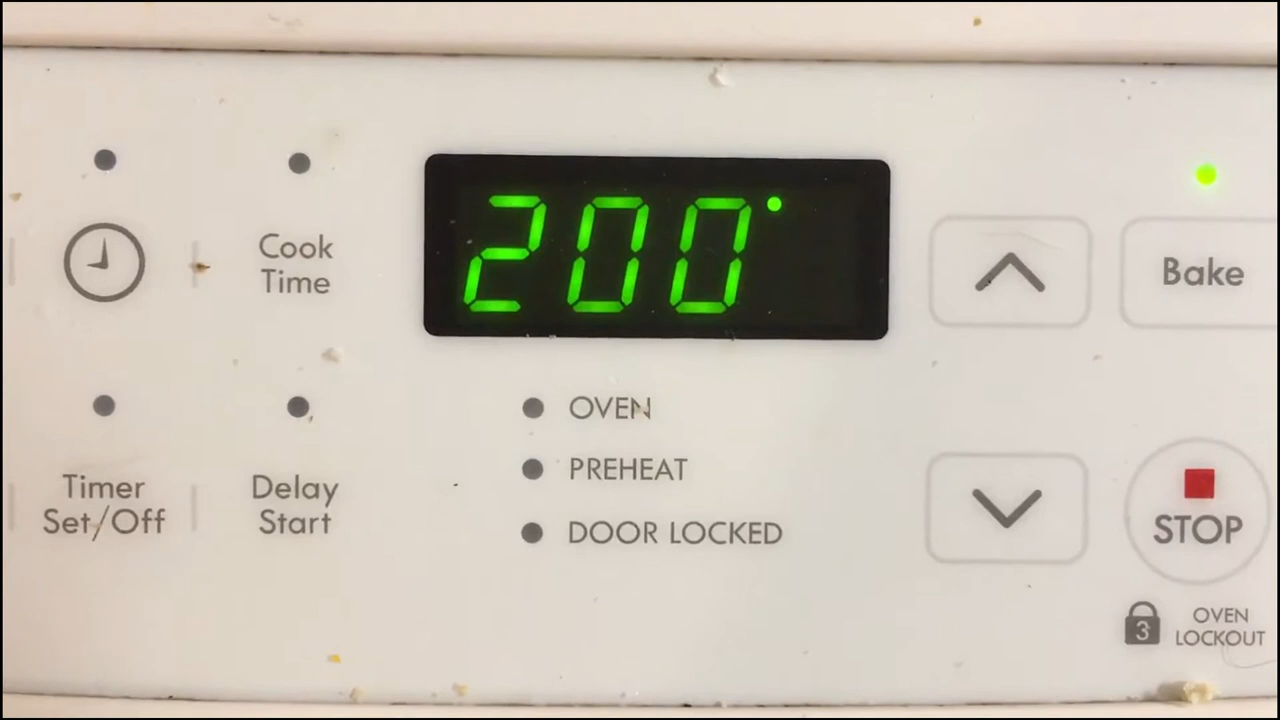 200°
Cook
Time
Bake
OVEN
PREHEAT
DOOR LOCKED
Timer
Set/Off
Delay
Start
STOP
3
OVEN
LOCKOUT